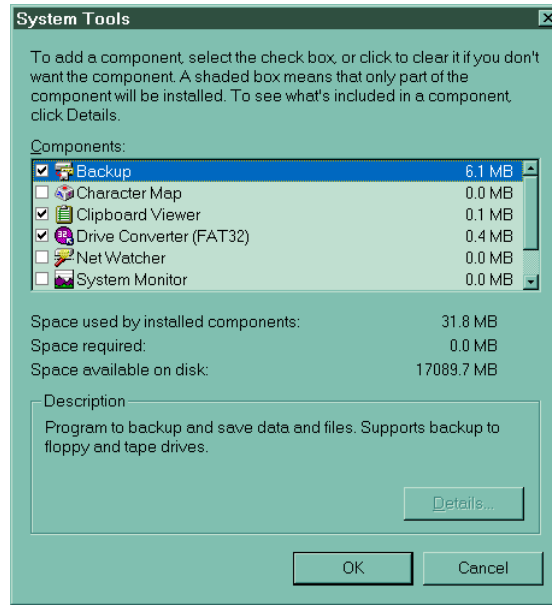 System Tools
To add a component, select the check box, or click to clear it if you don't
want the component. A shaded box means that only part of the
component will be installed. To see what's included in a component,
click Details.
Components:
Backup 6.1 MB
Character Map 0.0 MB
Clipboard Viewer 0.1 MB
Drive Converter (FAT32) 0.4 MB
Net Watcher 0.0 MB
System Monitor 0.0 MB
Space used by installed components: 31.8 MB
Space required: 0.0 MB
Space available on disk: 17089.7 MB
Description
Program to backup and save data and files. Supports backup to
floppy and tape drives.
Details...
OK Cancel